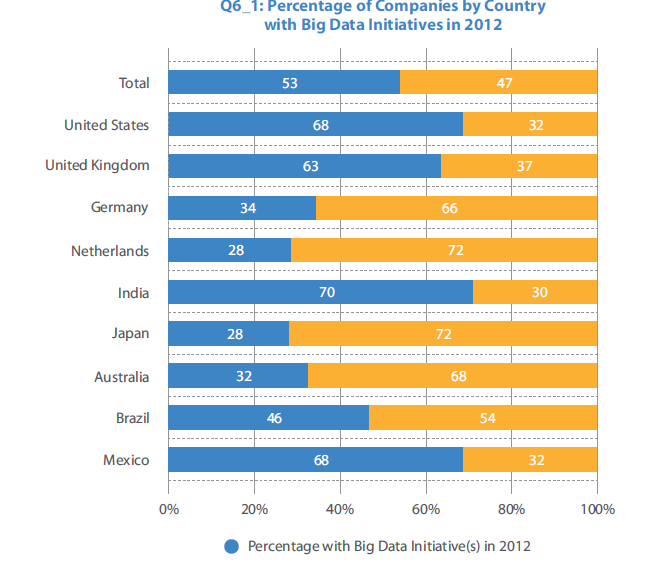 Q6_1: Percentage of Companies by Country
with Big Data Initiatives in 2012
Total 53 47
United States 68 32
United Kingdom 63 37
Germany 34 66
Netherlands 28 72
India 70 30
Japan 28 72
Australia 32 68
Brazil 46 54
Mexico 68 32
0% 20% 40% 60% 80% 100%
Percentage with Big Data Initiative(s) in 2012